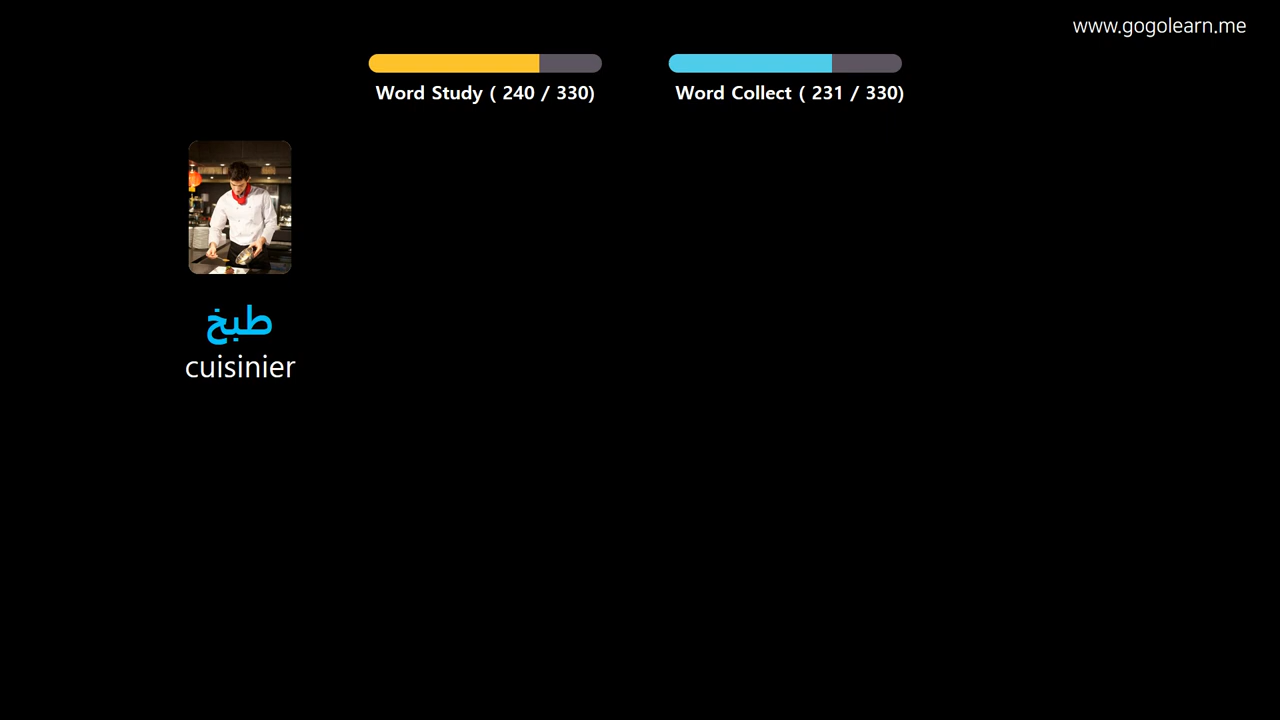 www.gogolearn.me
Word Study ( 240 / 330)
Word Collect ( 231 / 330)
طبخ
cuisinier